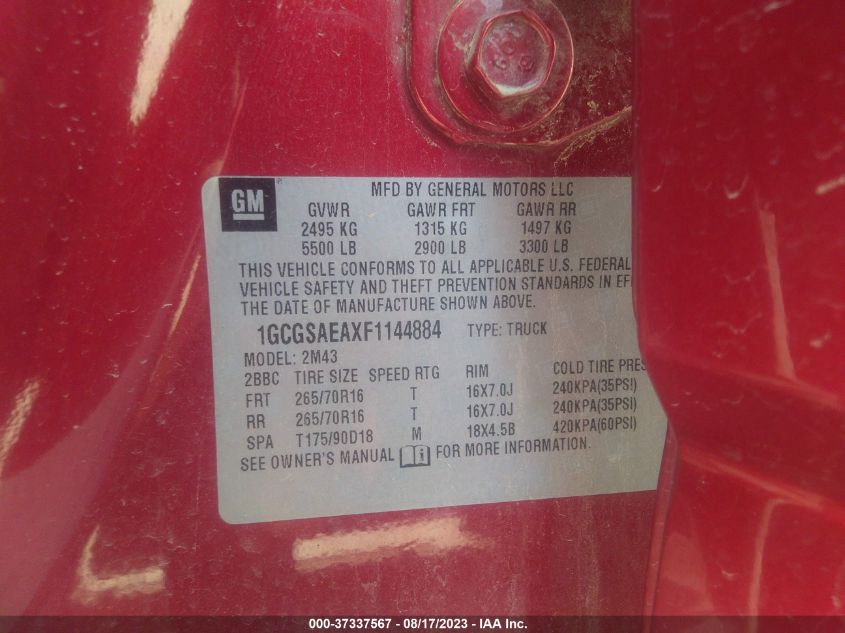 GM
MFD BY GENERAL MOTORS LLC
GVWR GAWR FRT GAWR RR
2495 KG 1315 KG 1497 KG
5500 LB 2900 LB 3300 LB
THIS VEHICLE CONFORMS TO ALL APPLICABLE U.S. FEDERAL
VEHICLE SAFETY AND THEFT PREVENTION STANDARDS IN
THE DATE OF MANUFACTURE SHOWN ABOVE.
1GCGSAEAXF1144884 TYPE: TRUCK
MODEL: 2M43
2BBC TIRE SIZE SPEED RTG RIM COLD TIRE PRES
FRT 265/70R16 T 16X7.0J 240KPA(35PSI)
RR 265/70R16 T 16X7.0J 240KPA(35PSI)
SPA T175/90D18 M 18X4.5B 420KPA(60PSI)
SEE OWNER'S MANUAL FOR MORE INFORMATION.
000-37337567 - 08/17/2023 - IAA Inc.